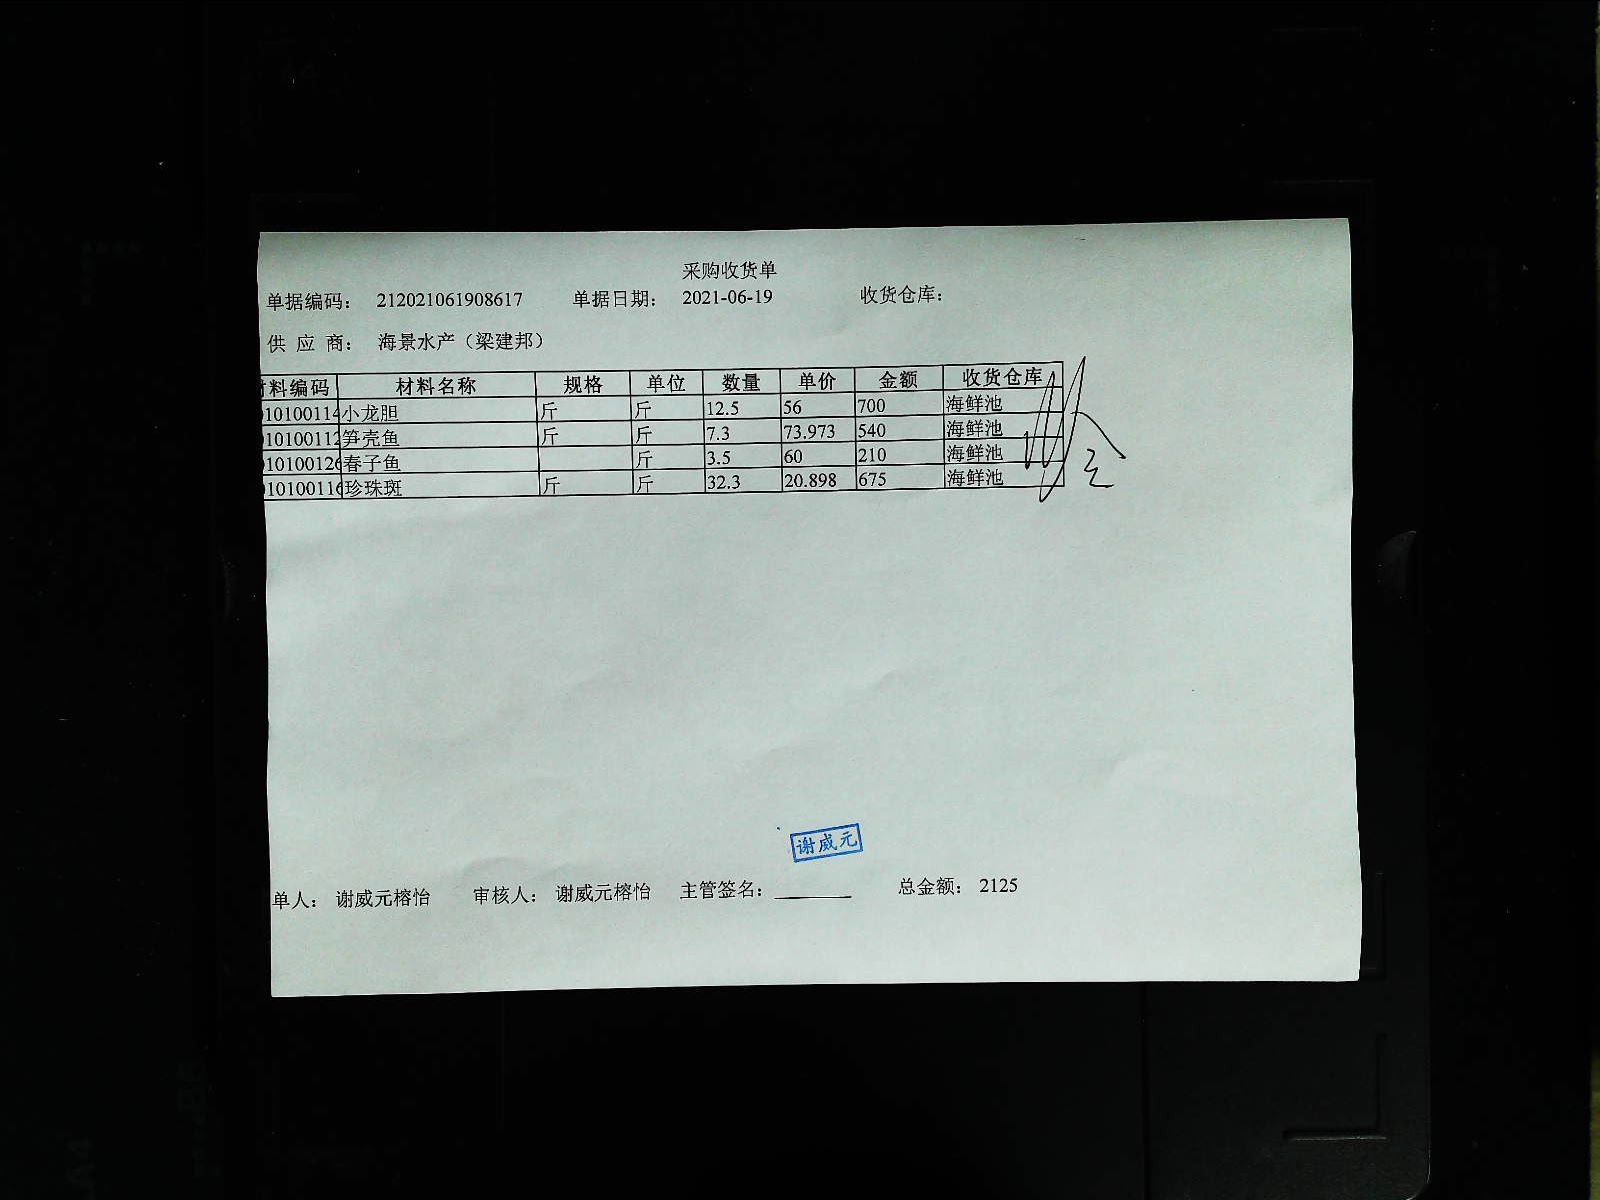 采购收货单
单据编码： 212021061908617 单据日期： 2021-06-19 收货仓库：
供 应 商： 海景水产（梁建邦）
材料编码 材料名称 规格 单位 数量 单价 金额 收货仓库
10100114 小龙胆 斤 斤 12.5 56 700 海鲜池
10100112 笋壳鱼 斤 斤 7.3 73.973 540 海鲜池
10100126 春子鱼 斤 3.5 60 210 海鲜池
10100116 珍珠斑 斤 斤 32.3 20.898 675 海鲜池
谢威元
单人： 谢威元榕怡 审核人： 谢威元榕怡 主管签名： 总金额： 2125